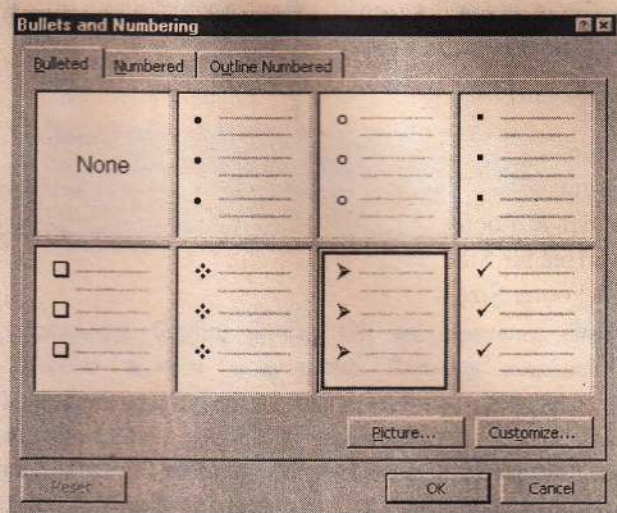 Bullets and Numbering
Bulleted Numbered Outline Numbered
None
Picture... Customize...
Reset OK Cancel